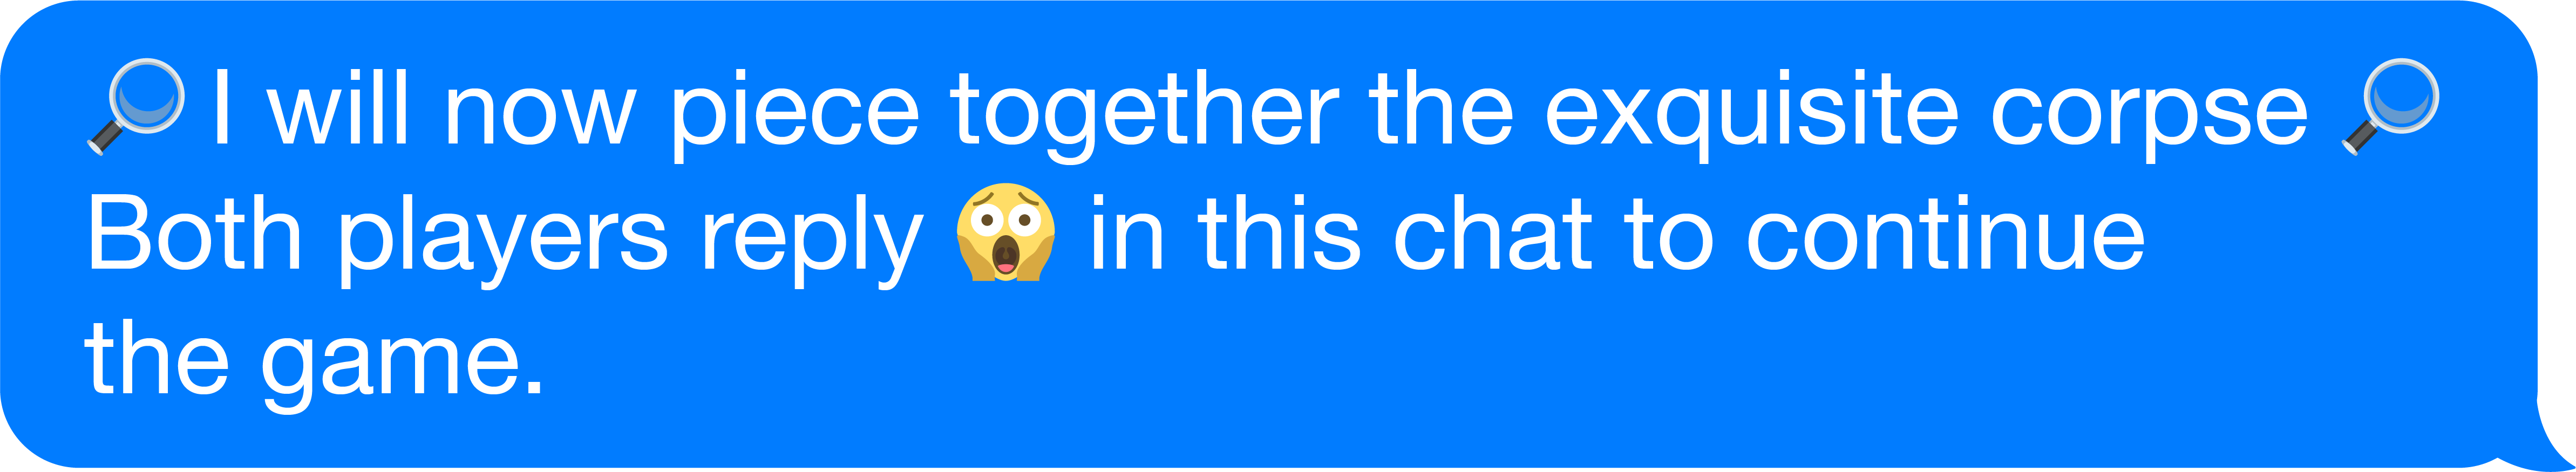 🔎 I will now piece together the exquisite corpse 🔎
Both players reply 😱 in this chat to continue
the game.